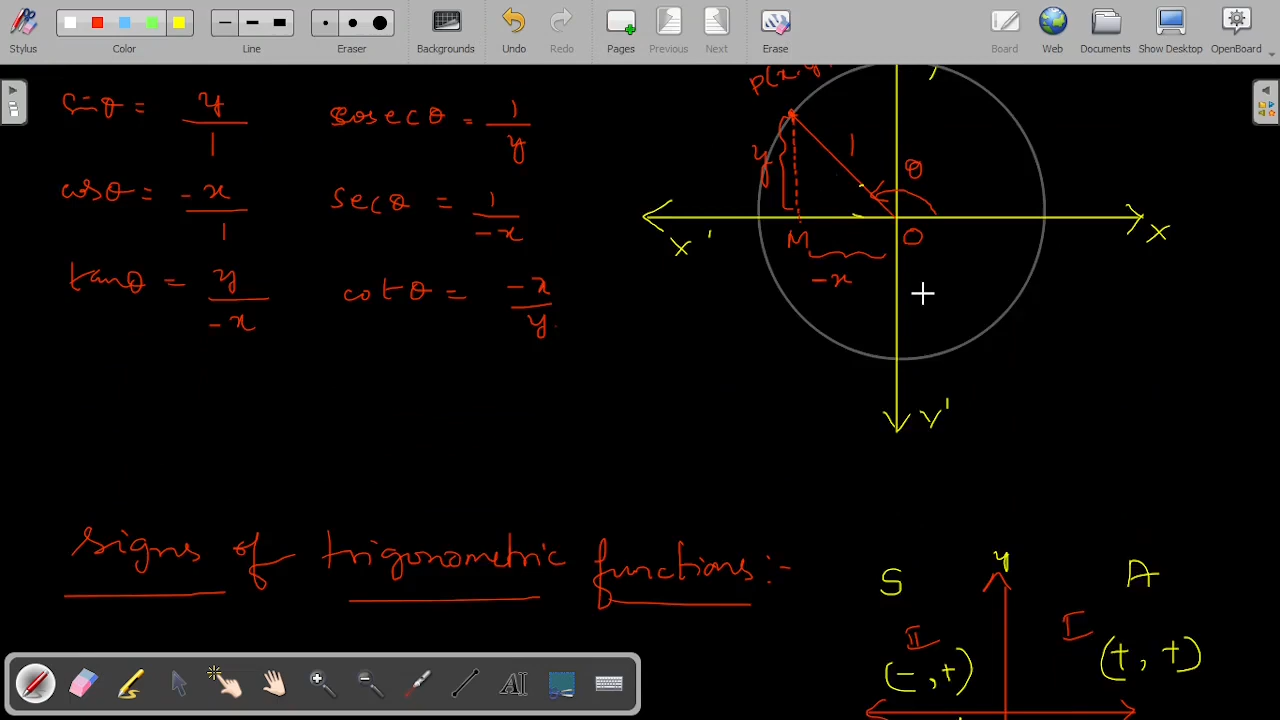 Stylus Color Line Eraser Backgrounds Undo Redo Pages Previous Next Erase Board Web Documents Show Desktop OpenBoard
sinθ = y/1 cosecθ = 1/y
cosθ = -x/1 secθ = 1/-x
tanθ = y/-x cotθ = -x/y
P(x, y)
y 1 θ
X' M O X
-x
Y'
signs of trigonometric functions :-
S y A
II I
(-, +) (+, +)